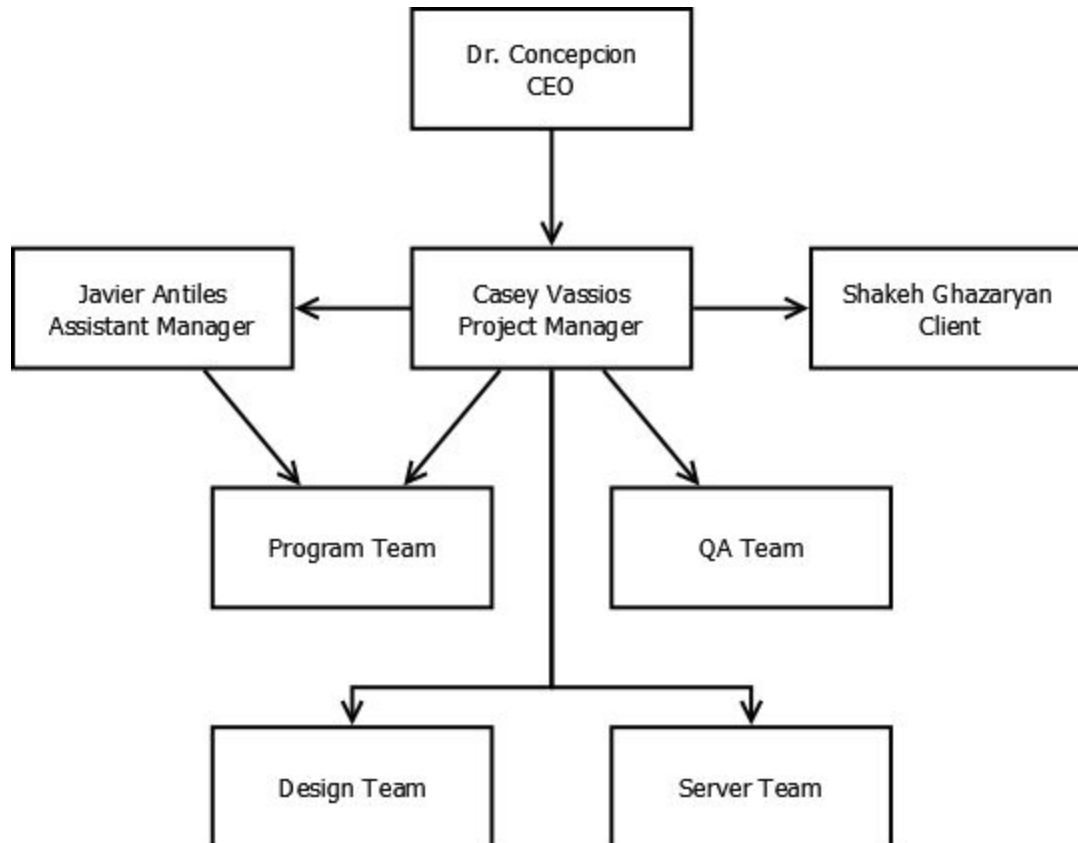 Dr. Concepcion
CEO
Javier Antiles
Assistant Manager
Casey Vassios
Project Manager
Shakeh Ghazaryan
Client
Program Team
QA Team
Design Team
Server Team